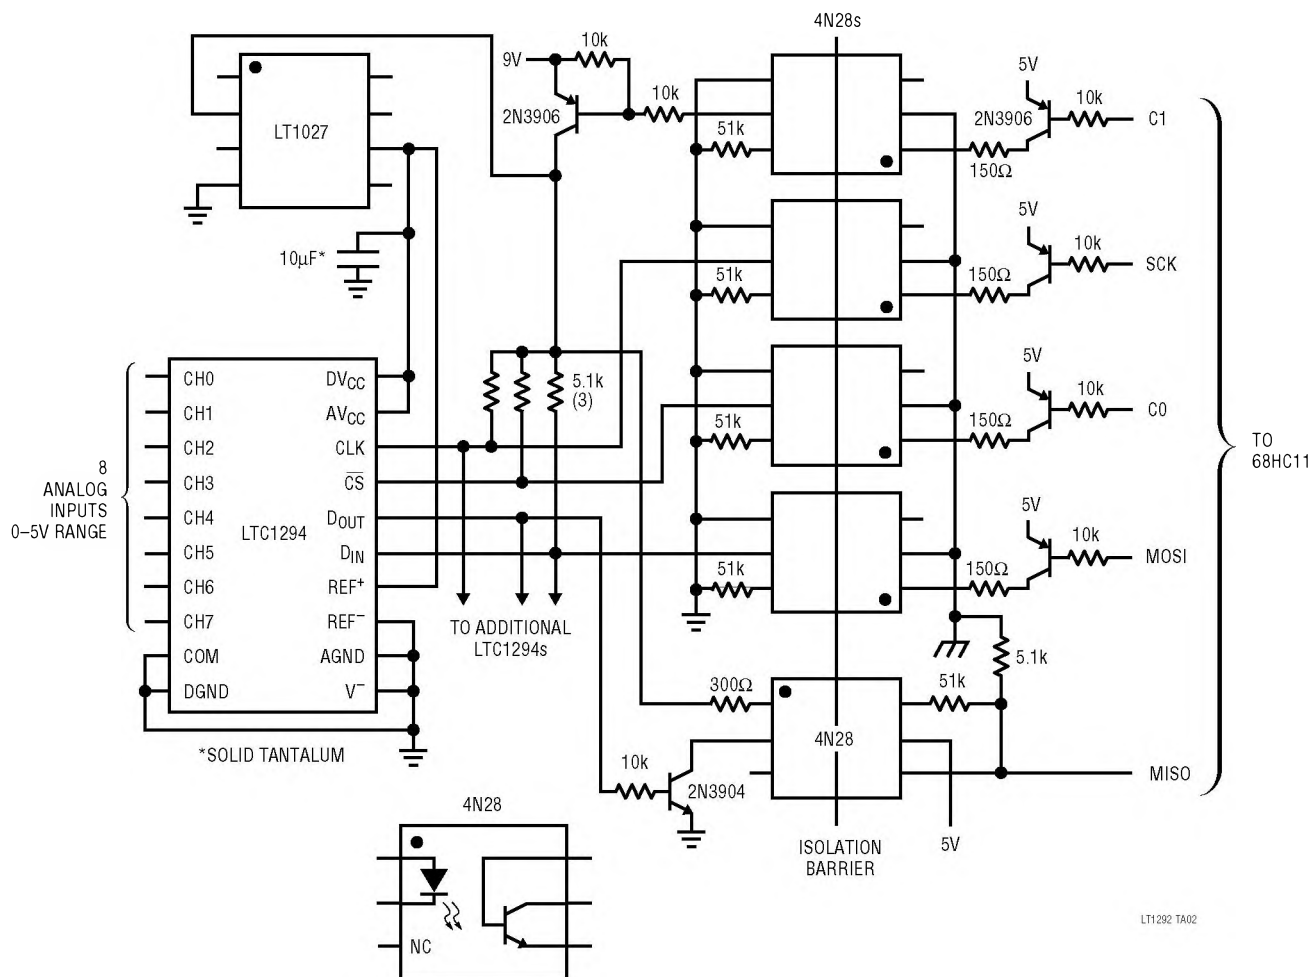 4N28s
9V
10k
2N3906
10k
51k
150Ω
5V
2N3906
10k
C1
LT1027
10µF*
51k
150Ω
5V
10k
SCK
5.1k
(3)
51k
150Ω
5V
10k
C0
51k
150Ω
5V
10k
MOSI
TO
68HC11
8
ANALOG
INPUTS
0–5V RANGE
CH0
CH1
CH2
CH3
CH4
CH5
CH6
CH7
COM
DGND
LTC1294
DVCC
AVCC
CLK
CS
DOUT
DIN
REF+
REF–
AGND
V–
TO ADDITIONAL
LTC1294s
*SOLID TANTALUM
5.1k
300Ω
4N28
51k
10k
2N3904
MISO
5V
ISOLATION
BARRIER
4N28
NC
LT1292 TA02